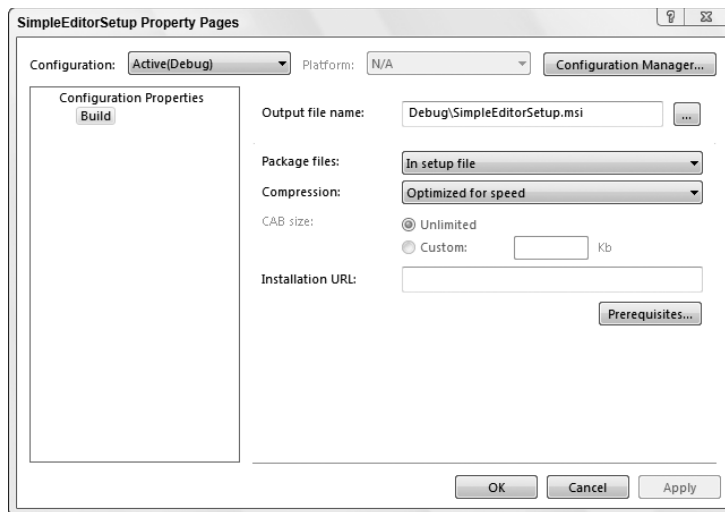 SimpleEditorSetup Property Pages
Configuration: Active(Debug) Platform: N/A Configuration Manager...
Configuration Properties
Build
Output file name: Debug\SimpleEditorSetup.msi ...
Package files: In setup file
Compression: Optimized for speed
CAB size: Unlimited
Custom: Kb
Installation URL:
Prerequisites...
OK Cancel Apply